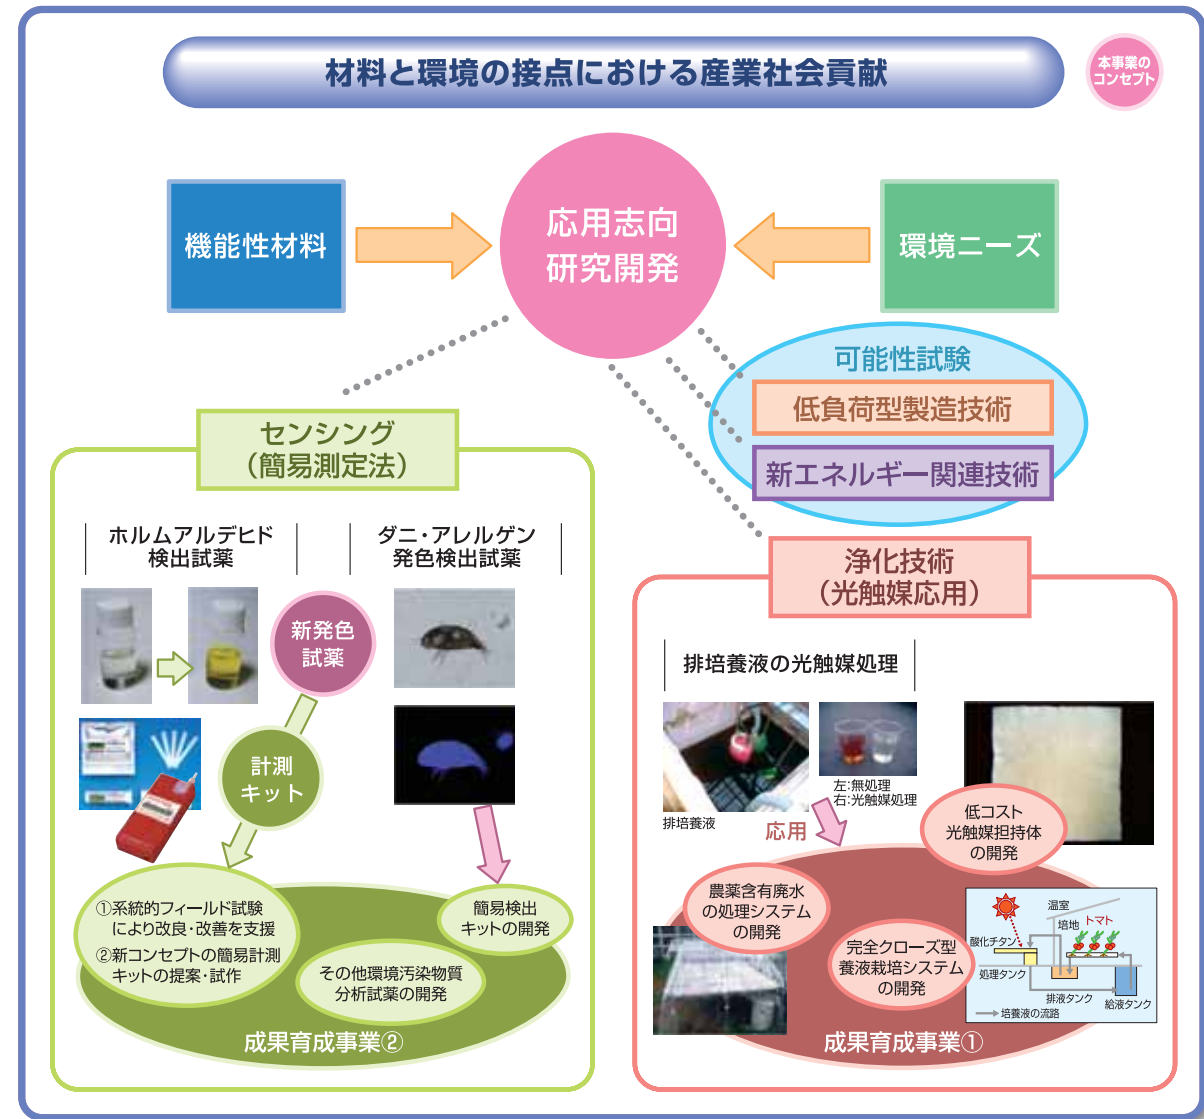 材料と環境の接点における産業社会貢献
本事業の
コンセプト
機能性材料
応用志向
研究開発
環境ニーズ
可能性試験
低負荷型製造技術
新エネルギー関連技術
センシング
（簡易測定法）
ホルムアルデヒド
検出試薬
ダニ・アレルゲン
発色検出試薬
新発色
試薬
計測
キット
①系統的フィールド試験
により改良・改善を支援
②新コンセプトの簡易計測
キットの提案・試作
簡易検出
キットの開発
その他環境汚染物質
分析試薬の開発
成果育成事業②
浄化技術
（光触媒応用）
排培養液の光触媒処理
左：無処理
右：光触媒処理
排培養液
応用
低コスト
光触媒担持体
の開発
農薬含有廃水
の処理システム
の開発
完全クローズ型
養液栽培システム
の開発
温室
培地
トマト
酸化チタン
処理タンク
排液タンク
給液タンク
培養液の流路
成果育成事業①